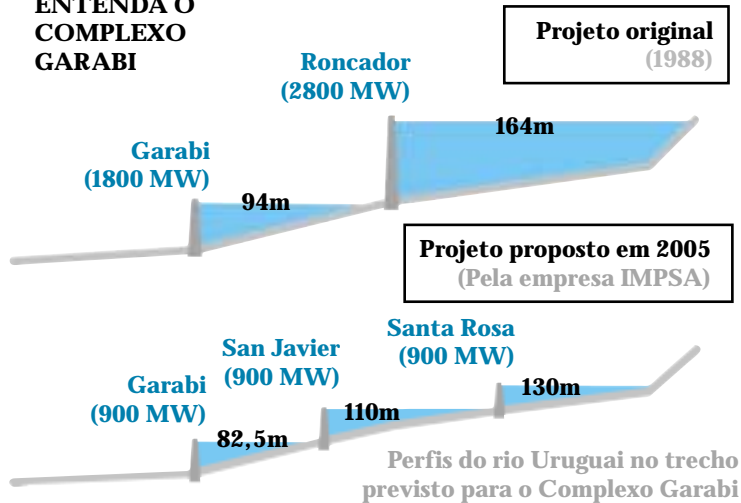 ENTENDA O
COMPLEXO
GARABI
Projeto original
(1988)
Roncador
(2800 MW)
164m
Garabi
(1800 MW)
94m
Projeto proposto em 2005
(Pela empresa IMPSA)
Santa Rosa
(900 MW)
San Javier
(900 MW)
Garabi
(900 MW)
130m
110m
82,5m
Perfis do rio Uruguai no trecho
previsto para o Complexo Garabi